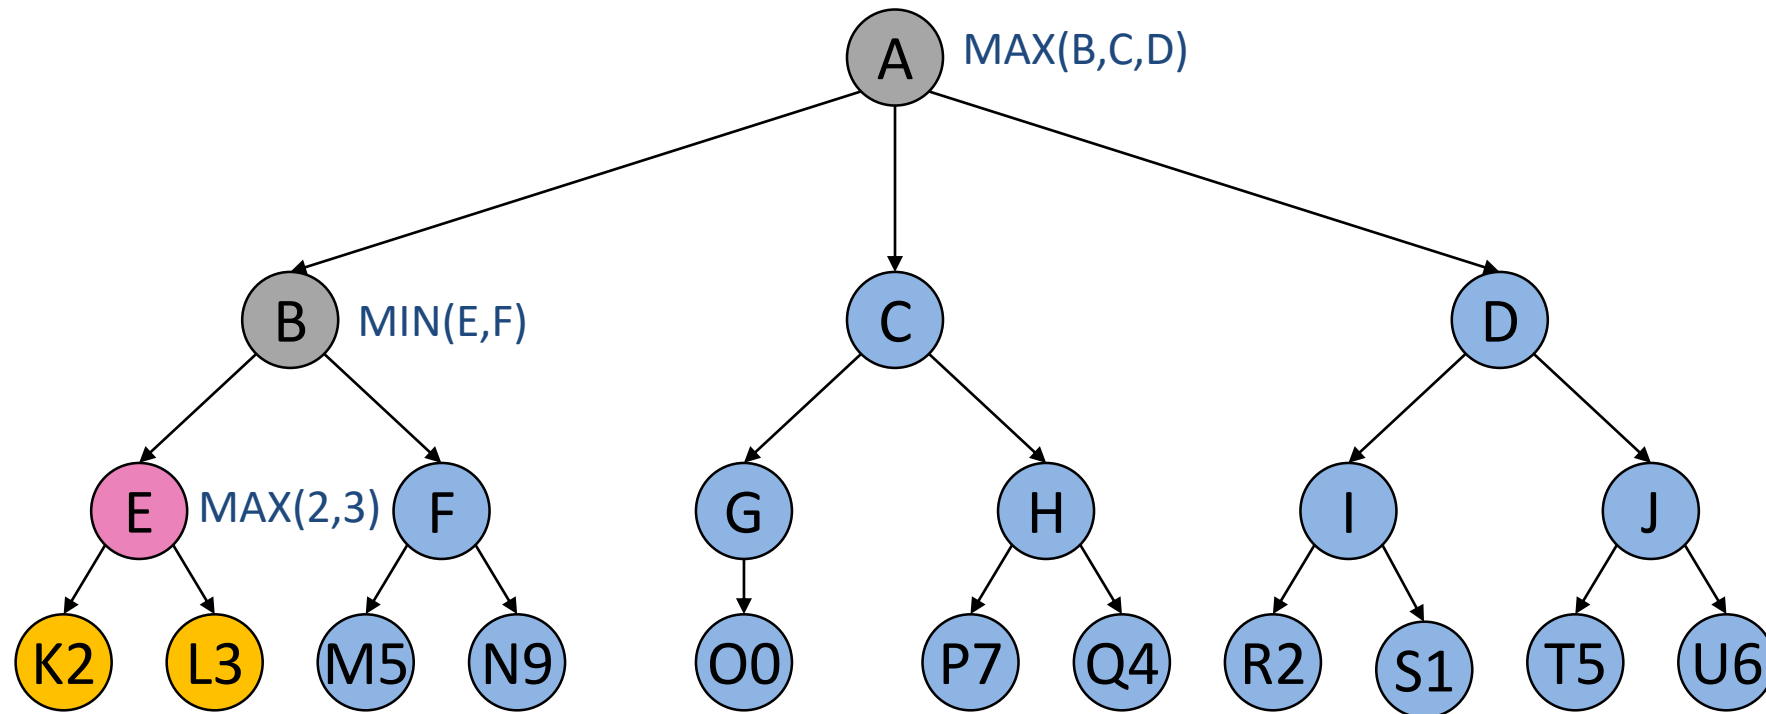 A MAX(B,C,D)
B MIN(E,F) C D
E MAX(2,3) F G H I J
K2 L3 M5 N9 O0 P7 Q4 R2 S1 T5 U6